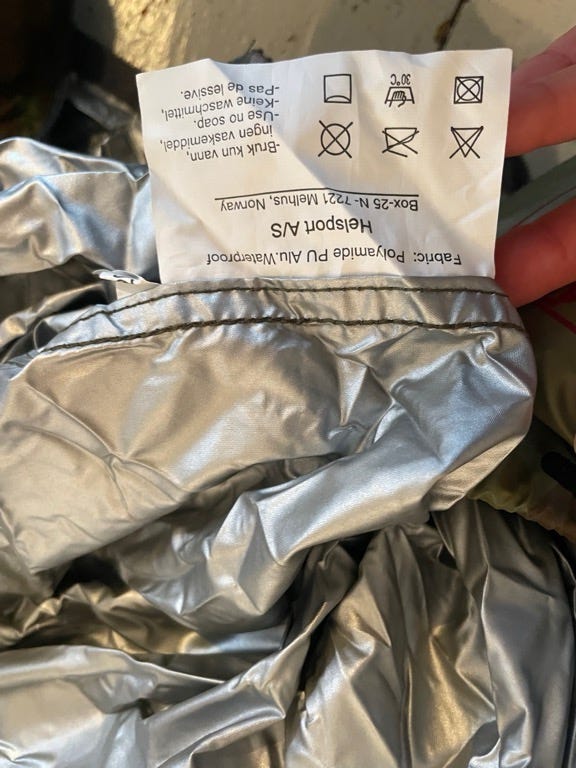 Fabric: Polyamide PU Alu.Waterproof
Helsport A/S
Box-25 N- 7221 Melhus, Norway
-Bruk kun vann,
ingen vaskemiddel,
-Use no soap.
-Keine waschmittel,
-Pas de lessive.
30°C